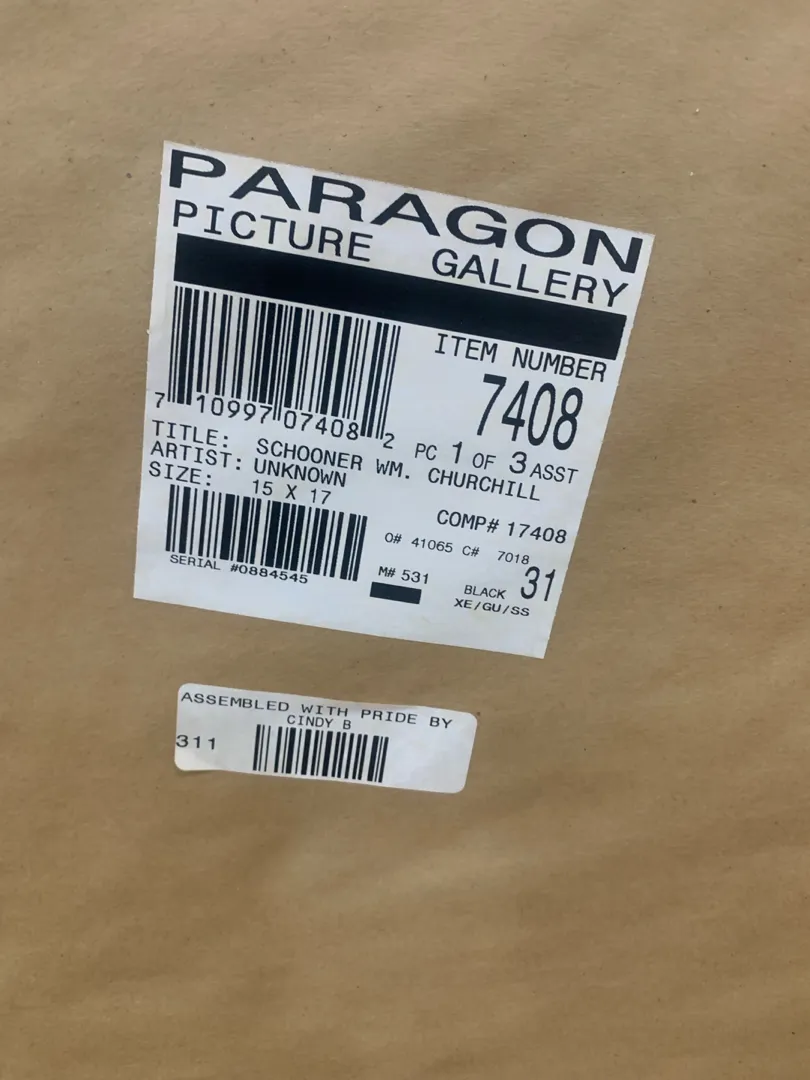 PARAGON
PICTURE GALLERY
ITEM NUMBER
7408
7 10997 07408 2
PC 1 OF 3 ASST
TITLE: SCHOONER WM. CHURCHILL
ARTIST: UNKNOWN
SIZE: 15 X 17
COMP# 17408
O# 41065 C# 7018
SERIAL #0884545
M# 531
BLACK 31
XE/GU/SS
ASSEMBLED WITH PRIDE BY
CINDY B
311